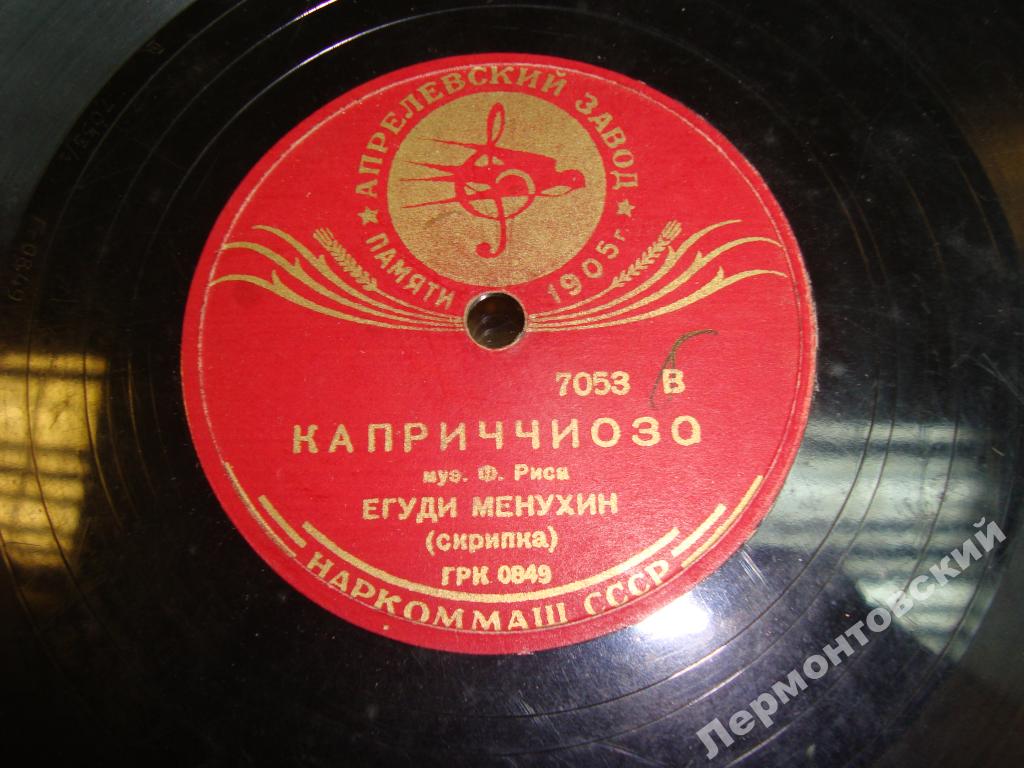 АПРЕЛЕВСКИЙ ЗАВОД
ПАМЯТИ 1905 г.
7053 В
б
КАПРИЧЧИОЗО
муз. Ф. Риса
ЕГУДИ МЕНУХИН
(скрипка)
ГРК 0849
НАРКОММАШ СССР
Лермонтовский